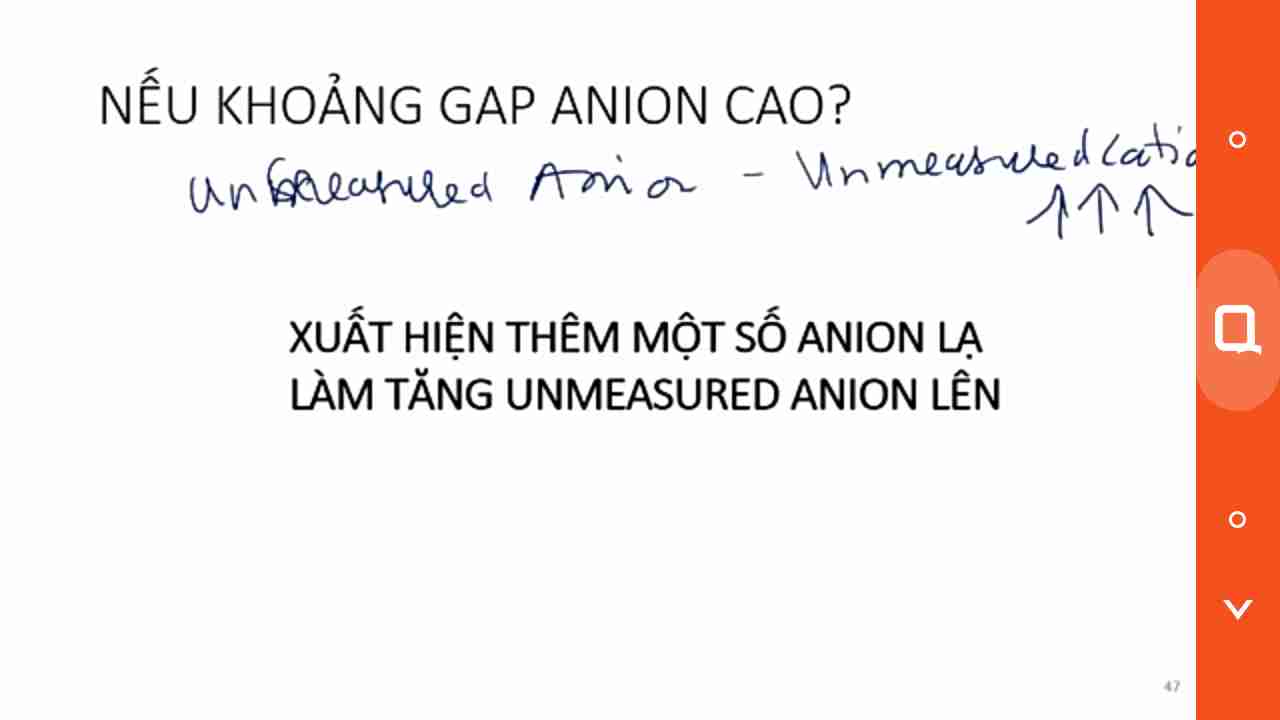 NẾU KHOẢNG GAP ANION CAO?
Unmeasured Anion - Unmeasured Catio
↑↑↑
XUẤT HIỆN THÊM MỘT SỐ ANION LẠ
LÀM TĂNG UNMEASURED ANION LÊN
47